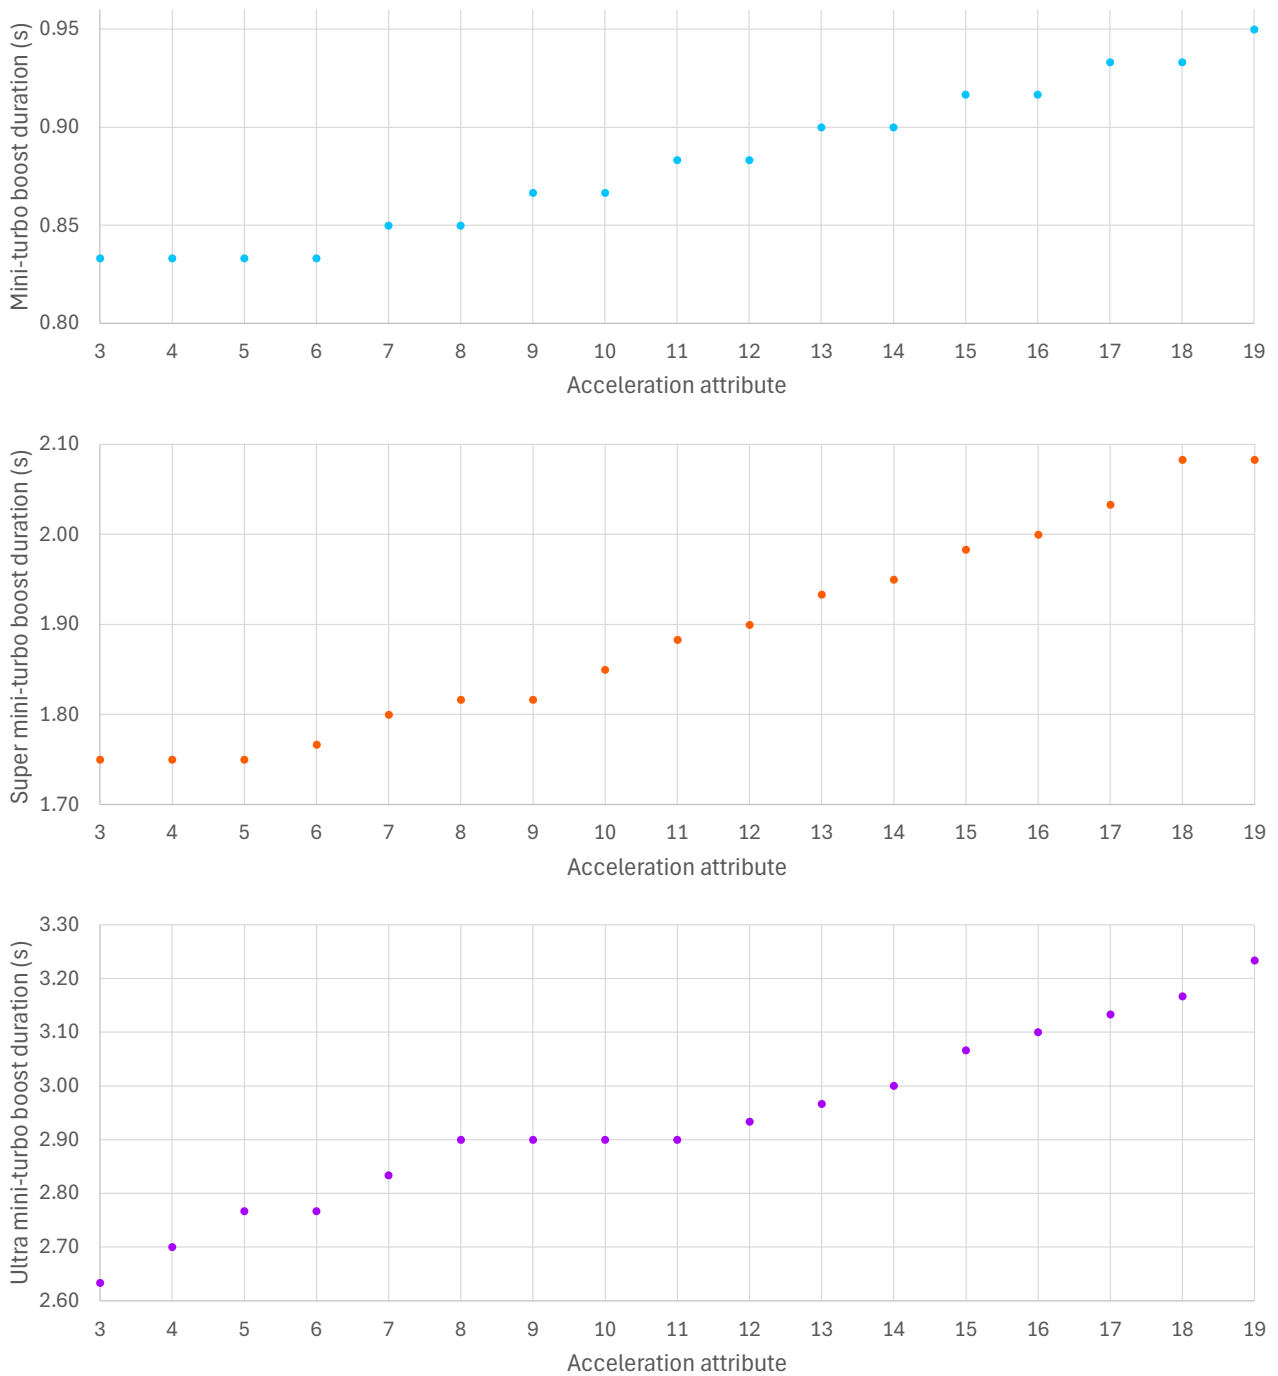 Mini-turbo boost duration (s)
0.95
0.90
0.85
0.80
3 4 5 6 7 8 9 10 11 12 13 14 15 16 17 18 19
Acceleration attribute
Super mini-turbo boost duration (s)
2.10
2.00
1.90
1.80
1.70
3 4 5 6 7 8 9 10 11 12 13 14 15 16 17 18 19
Acceleration attribute
Ultra mini-turbo boost duration (s)
3.30
3.20
3.10
3.00
2.90
2.80
2.70
2.60
3 4 5 6 7 8 9 10 11 12 13 14 15 16 17 18 19
Acceleration attribute